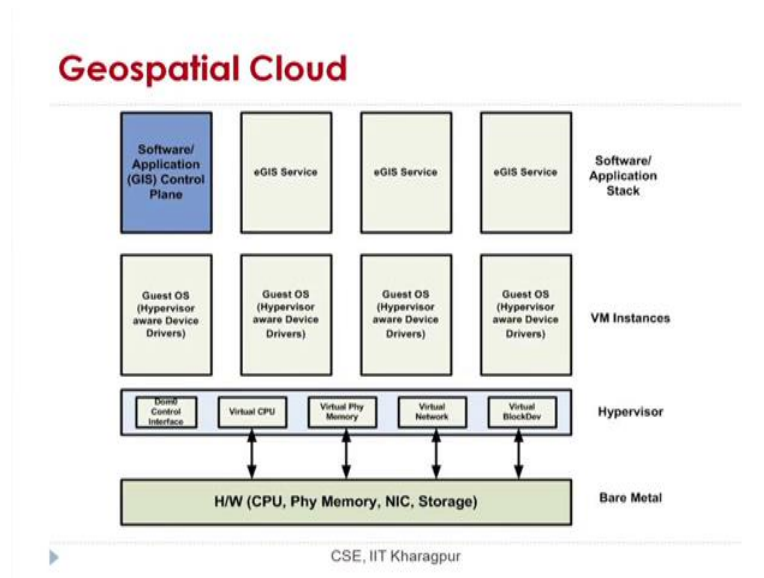 Geospatial Cloud
Software/
Application
(GIS) Control
Plane
eGIS Service
eGIS Service
eGIS Service
Software/
Application
Stack
Guest OS
(Hypervisor
aware Device
Drivers)
Guest OS
(Hypervisor
aware Device
Drivers)
Guest OS
(Hypervisor
aware Device
Drivers)
Guest OS
(Hypervisor
aware Device
Drivers)
VM Instances
Dom0
Control
Interface
Virtual CPU
Virtual Phy
Memory
Virtual
Network
Virtual
BlockDev
Hypervisor
H/W (CPU, Phy Memory, NIC, Storage)
Bare Metal
CSE, IIT Kharagpur